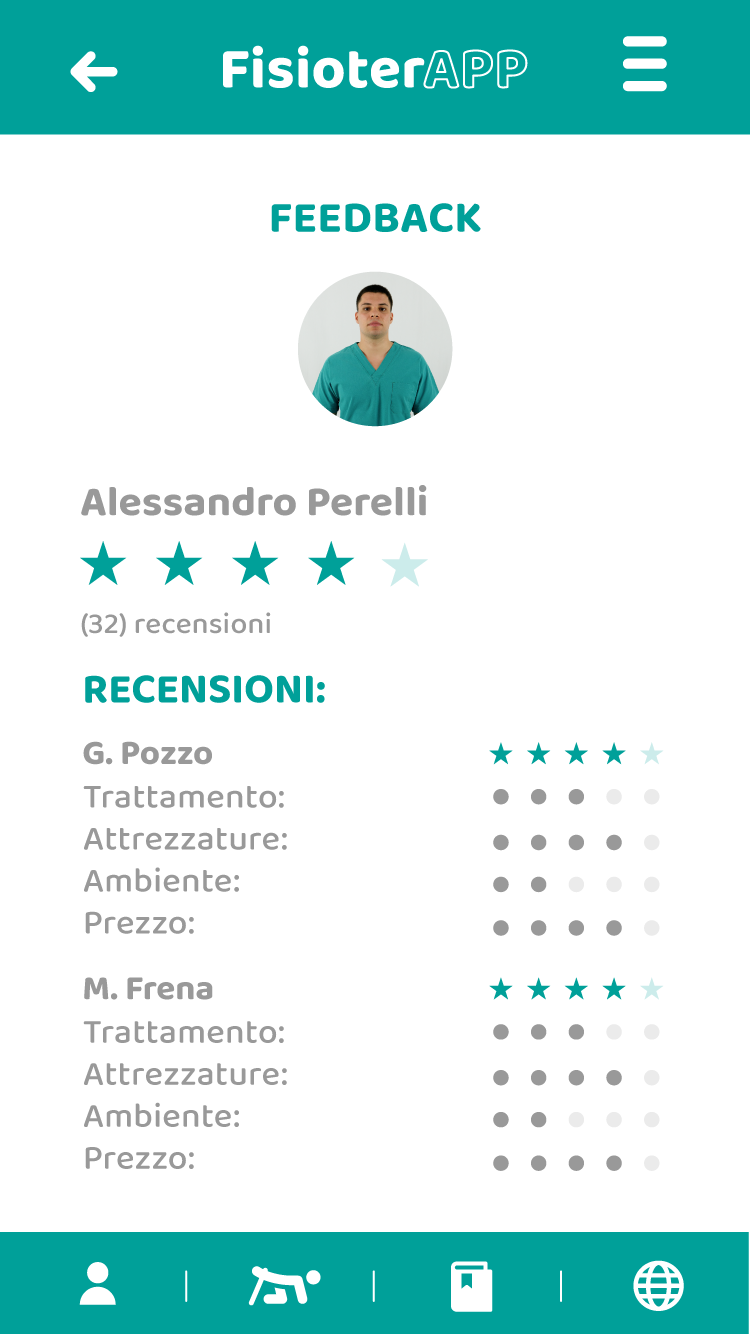 FisioterAPP
FEEDBACK
Alessandro Perelli
(32) recensioni
RECENSIONI:
G. Pozzo
Trattamento:
Attrezzature:
Ambiente:
Prezzo:
M. Frena
Trattamento:
Attrezzature:
Ambiente:
Prezzo: